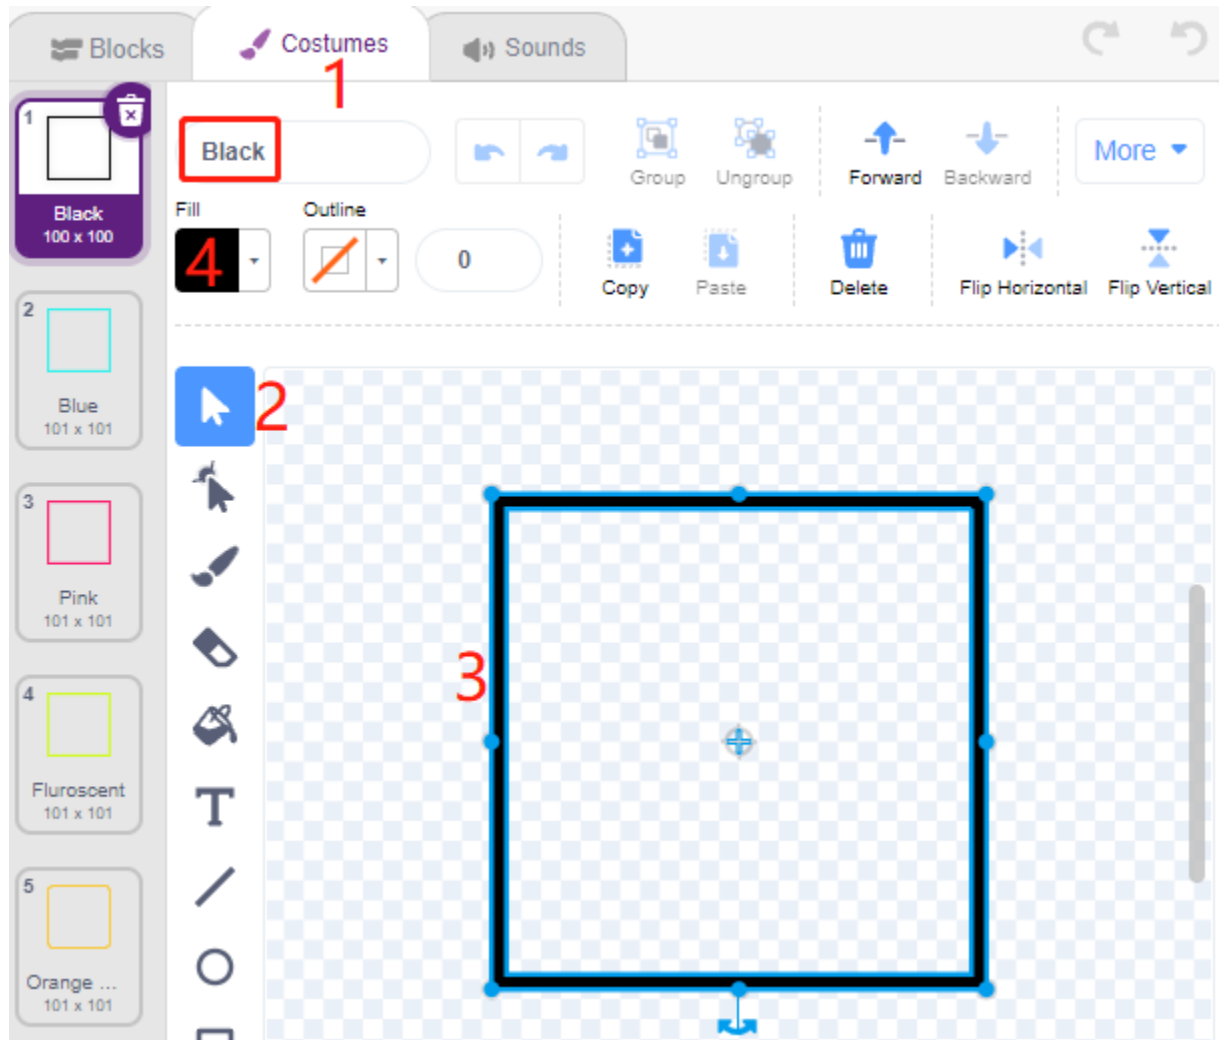 Blocks
Costumes
Sounds
1
1
Black
100 x 100
Black
Group
Ungroup
Forward
Backward
More
Fill
Outline
4
0
Copy
Paste
Delete
Flip Horizontal
Flip Vertical
2
Blue
101 x 101
2
3
Pink
101 x 101
3
4
Fluroscent
101 x 101
T
5
Orange ...
101 x 101